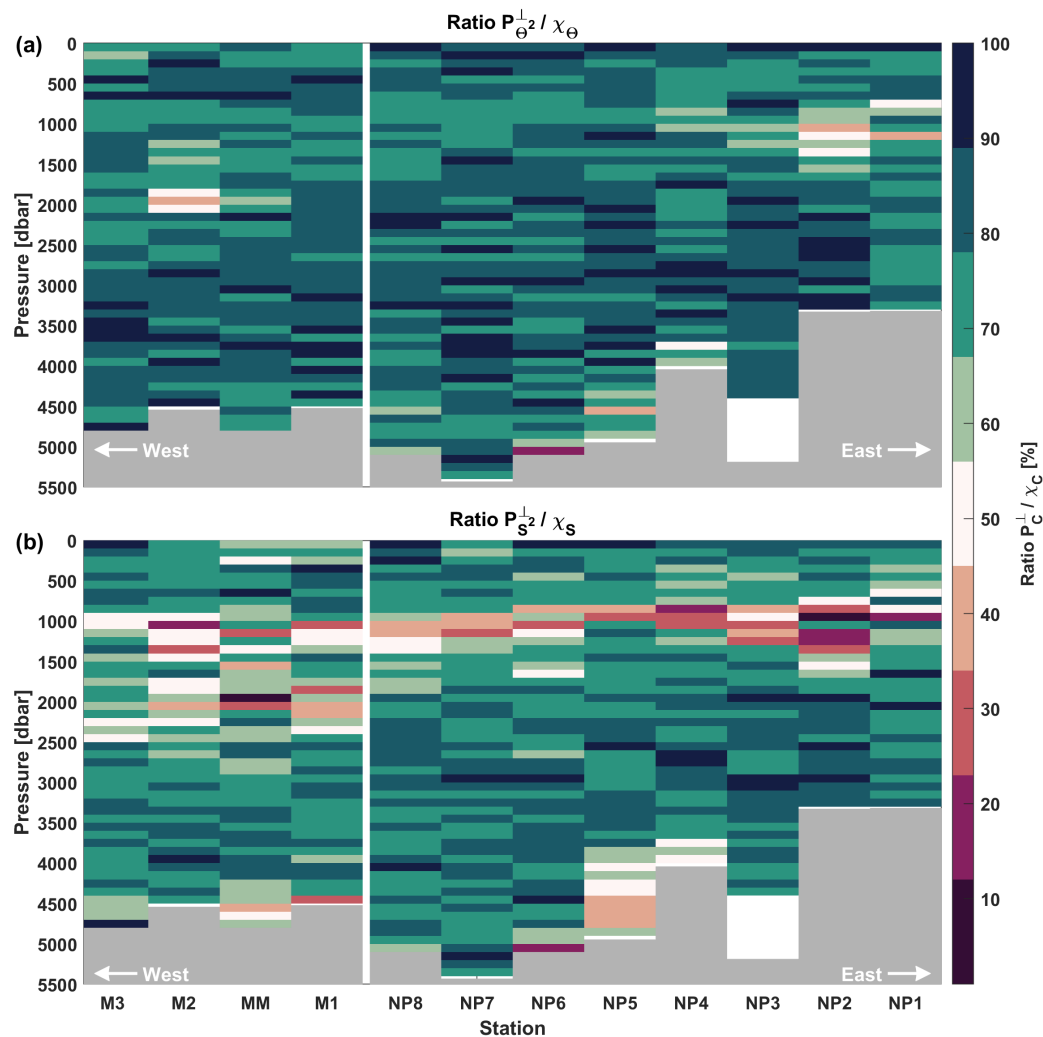 Ratio P⊥Θ² / χΘ
(a)
0
500
1000
1500
2000
2500
3000
3500
4000
4500
5000
5500
Pressure [dbar]
West
East
Ratio P⊥S² / χS
(b)
0
500
1000
1500
2000
2500
3000
3500
4000
4500
5000
5500
Pressure [dbar]
West
East
M3 M2 MM M1 NP8 NP7 NP6 NP5 NP4 NP3 NP2 NP1
Station
100
90
80
70
60
50
40
30
20
10
Ratio P⊥C / χC [%]